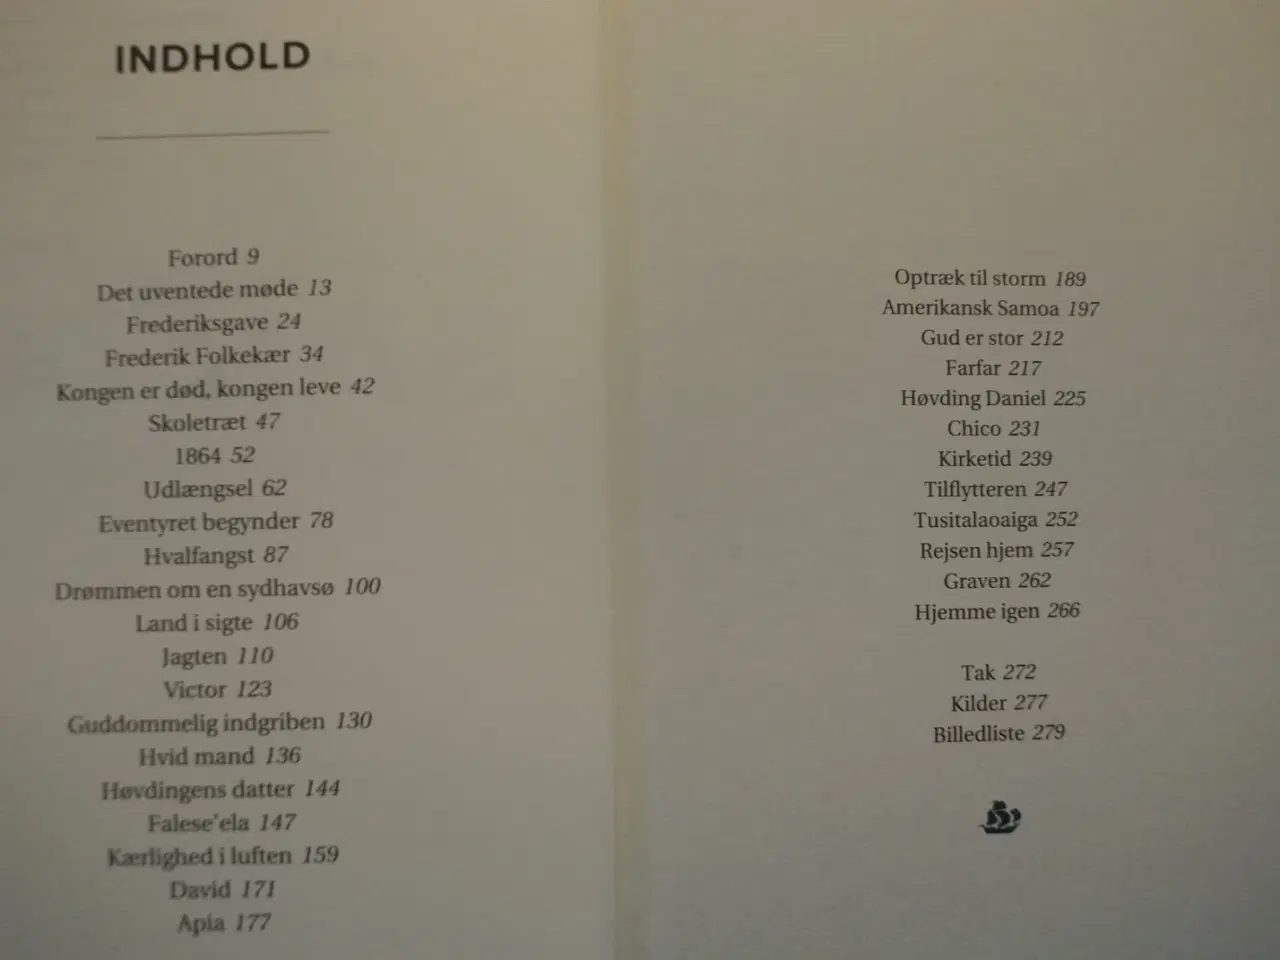 INDHOLD
Forord 9
Det uventede møde 13
Frederiksgave 24
Frederik Folkekær 34
Kongen er død, kongen leve 42
Skoletræt 47
1864 52
Udlængsel 62
Eventyret begynder 78
Hvalfangst 87
Drømmen om en sydhavsø 100
Land i sigte 106
Jagten 110
Victor 123
Guddommelig indgriben 130
Hvid mand 136
Høvdingens datter 144
Falese'ela 147
Kærlighed i luften 159
David 171
Apia 177
Optræk til storm 189
Amerikansk Samoa 197
Gud er stor 212
Farfar 217
Høvding Daniel 225
Chico 231
Kirketid 239
Tilflytteren 247
Tusitalaoaiga 252
Rejsen hjem 257
Graven 262
Hjemme igen 266
Tak 272
Kilder 277
Billedliste 279